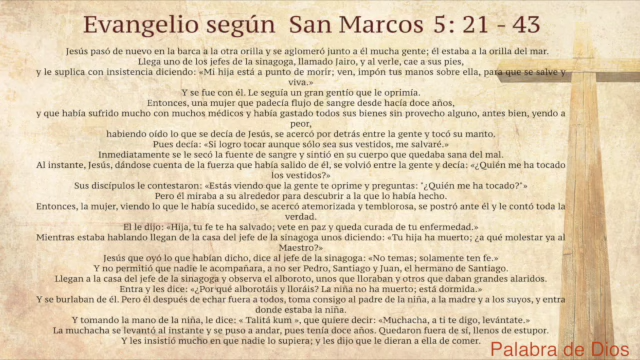 Evangelio según San Marcos 5: 21 - 43
Jesús pasó de nuevo en la barca a la otra orilla y se aglomeró junto a él mucha gente; él estaba a la orilla del mar.
Llega uno de los jefes de la sinagoga, llamado Jairo, y al verle, cae a sus pies,
y le suplica con insistencia diciendo: «Mi hija está a punto de morir; ven, impón tus manos sobre ella, para que se salve y
viva.»
Y se fue con él. Le seguía un gran gentío que le oprimía.
Entonces, una mujer que padecía flujo de sangre desde hacía doce años,
y que había sufrido mucho con muchos médicos y había gastado todos sus bienes sin provecho alguno, antes bien, yendo a
peor,
habiendo oído lo que se decía de Jesús, se acercó por detrás entre la gente y tocó su manto.
Pues decía: «Si logro tocar aunque sólo sea sus vestidos, me salvaré.»
Inmediatamente se le secó la fuente de sangre y sintió en su cuerpo que quedaba sana del mal.
Al instante, Jesús, dándose cuenta de la fuerza que había salido de él, se volvió entre la gente y decía: «¿Quién me ha tocado
los vestidos?»
Sus discípulos le contestaron: «Estás viendo que la gente te oprime y preguntas: "¿Quién me ha tocado?"»
Pero él miraba a su alrededor para descubrir a la que lo había hecho.
Entonces, la mujer, viendo lo que le había sucedido, se acercó atemorizada y temblorosa, se postró ante él y le contó toda la
verdad.
El le dijo: «Hija, tu fe te ha salvado; vete en paz y queda curada de tu enfermedad.»
Mientras estaba hablando llegan de la casa del jefe de la sinagoga unos diciendo: «Tu hija ha muerto; ¿a qué molestar ya al
Maestro?»
Jesús que oyó lo que habían dicho, dice al jefe de la sinagoga: «No temas; solamente ten fe.»
Y no permitió que nadie le acompañara, a no ser Pedro, Santiago y Juan, el hermano de Santiago.
Llegan a la casa del jefe de la sinagoga y observa el alboroto, unos que lloraban y otros que daban grandes alaridos.
Entra y les dice: «¿Por qué alborotáis y lloráis? La niña no ha muerto; está dormida.»
Y se burlaban de él. Pero él después de echar fuera a todos, toma consigo al padre de la niña, a la madre y a los suyos, y entra
donde estaba la niña.
Y tomando la mano de la niña, le dice: « Talitá kum », que quiere decir: «Muchacha, a ti te digo, levántate.»
La muchacha se levantó al instante y se puso a andar, pues tenía doce años. Quedaron fuera de sí, llenos de estupor.
Y les insistió mucho en que nadie lo supiera; y les dijo que le dieran a ella de comer.
Palabra de Dios